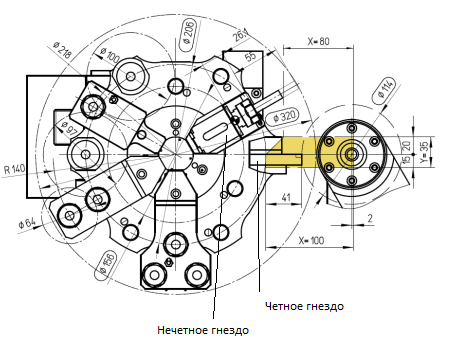 ϕ 206
26,1
X= 80
ϕ 218
ϕ 100
55
ϕ 114
ϕ 320
ϕ 97
15 20
Y= 35
R 140
41
ϕ 64
2
X= 100
ϕ 156
Четное гнездо
Нечетное гнездо